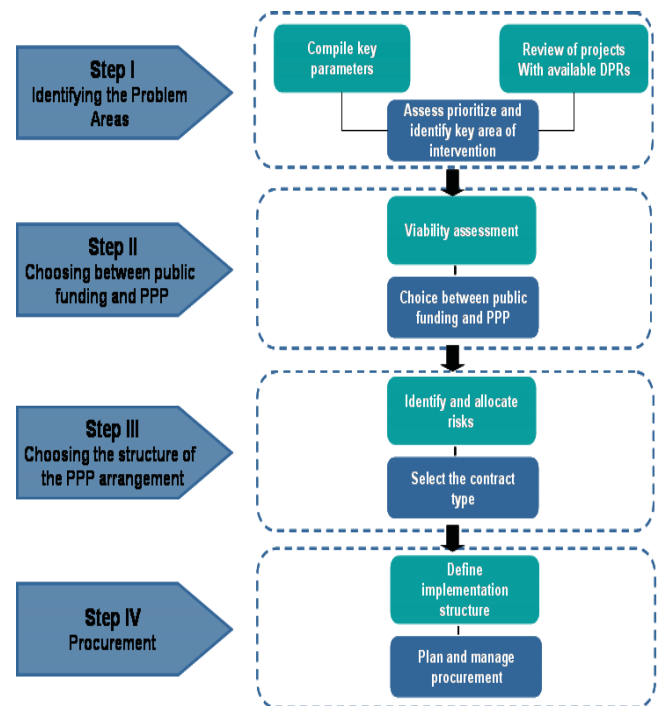 Step I
Identifying the Problem
Areas
Compile key
parameters
Review of projects
With available DPRs
Assess prioritize and
identify key area of
intervention
Step II
Choosing between public
funding and PPP
Viability assessment
Choice between public
funding and PPP
Step III
Choosing the structure of
the PPP arrangement
Identify and allocate
risks
Select the contract
type
Step IV
Procurement
Define
implementation
structure
Plan and manage
procurement